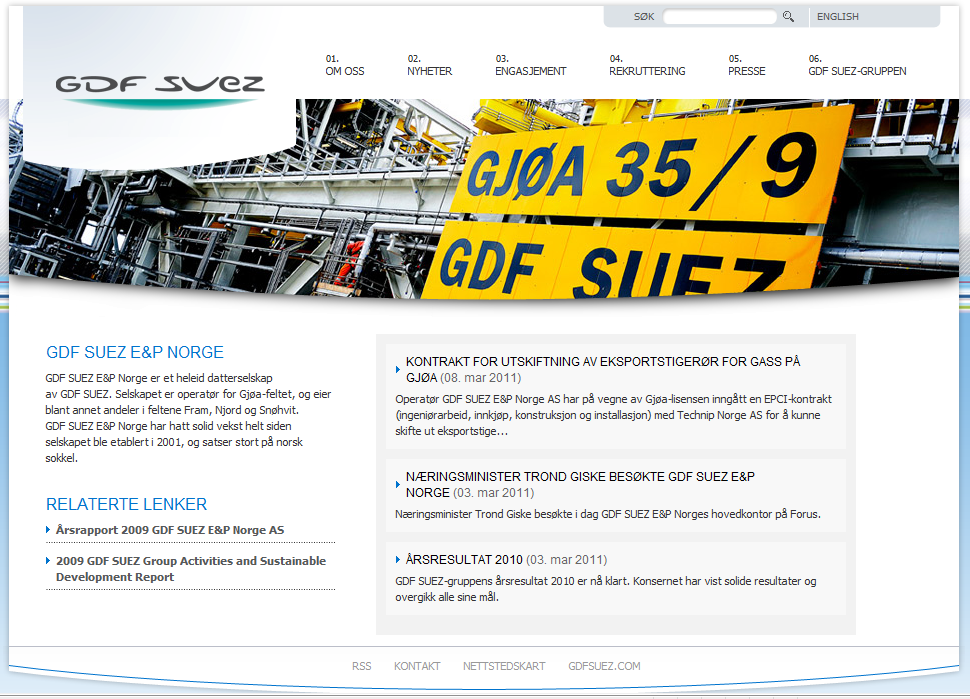 SØK
ENGLISH
01.
OM OSS
02.
NYHETER
03.
ENGASJEMENT
04.
REKRUTTERING
05.
PRESSE
06.
GDF SUEZ-GRUPPEN
GDF SUEZ
GJØA 35/9
GDF SUEZ
GDF SUEZ E&P NORGE
GDF SUEZ E&P Norge er et heleid datterselskap
av GDF SUEZ. Selskapet er operatør for Gjøa-feltet, og eier
blant annet andeler i feltene Fram, Njord og Snøhvit.
GDF SUEZ E&P Norge har hatt solid vekst helt siden
selskapet ble etablert i 2001, og satser stort på norsk
sokkel.
RELATERTE LENKER
Årsrapport 2009 GDF SUEZ E&P Norge AS
2009 GDF SUEZ Group Activities and Sustainable
Development Report
KONTRAKT FOR UTSKIFTNING AV EKSPORTSTIGERØR FOR GASS PÅ
GJØA (08. mar 2011)
Operatør GDF SUEZ E&P Norge AS har på vegne av Gjøa-lisensen inngått en EPCI-kontrakt
(ingeniørarbeid, innkjøp, konstruksjon og installasjon) med Technip Norge AS for å kunne
skifte ut eksportstige...
NÆRINGSMINISTER TROND GISKE BESØKTE GDF SUEZ E&P
NORGE (03. mar 2011)
Næringsminister Trond Giske besøkte i dag GDF SUEZ E&P Norges hovedkontor på Forus.
ÅRSRESULTAT 2010 (03. mar 2011)
GDF SUEZ-gruppens årsresultat 2010 er nå klart. Konsernet har vist solide resultater og
overgikk alle sine mål.
RSS
KONTAKT
NETTSTEDSKART
GDFSUEZ.COM